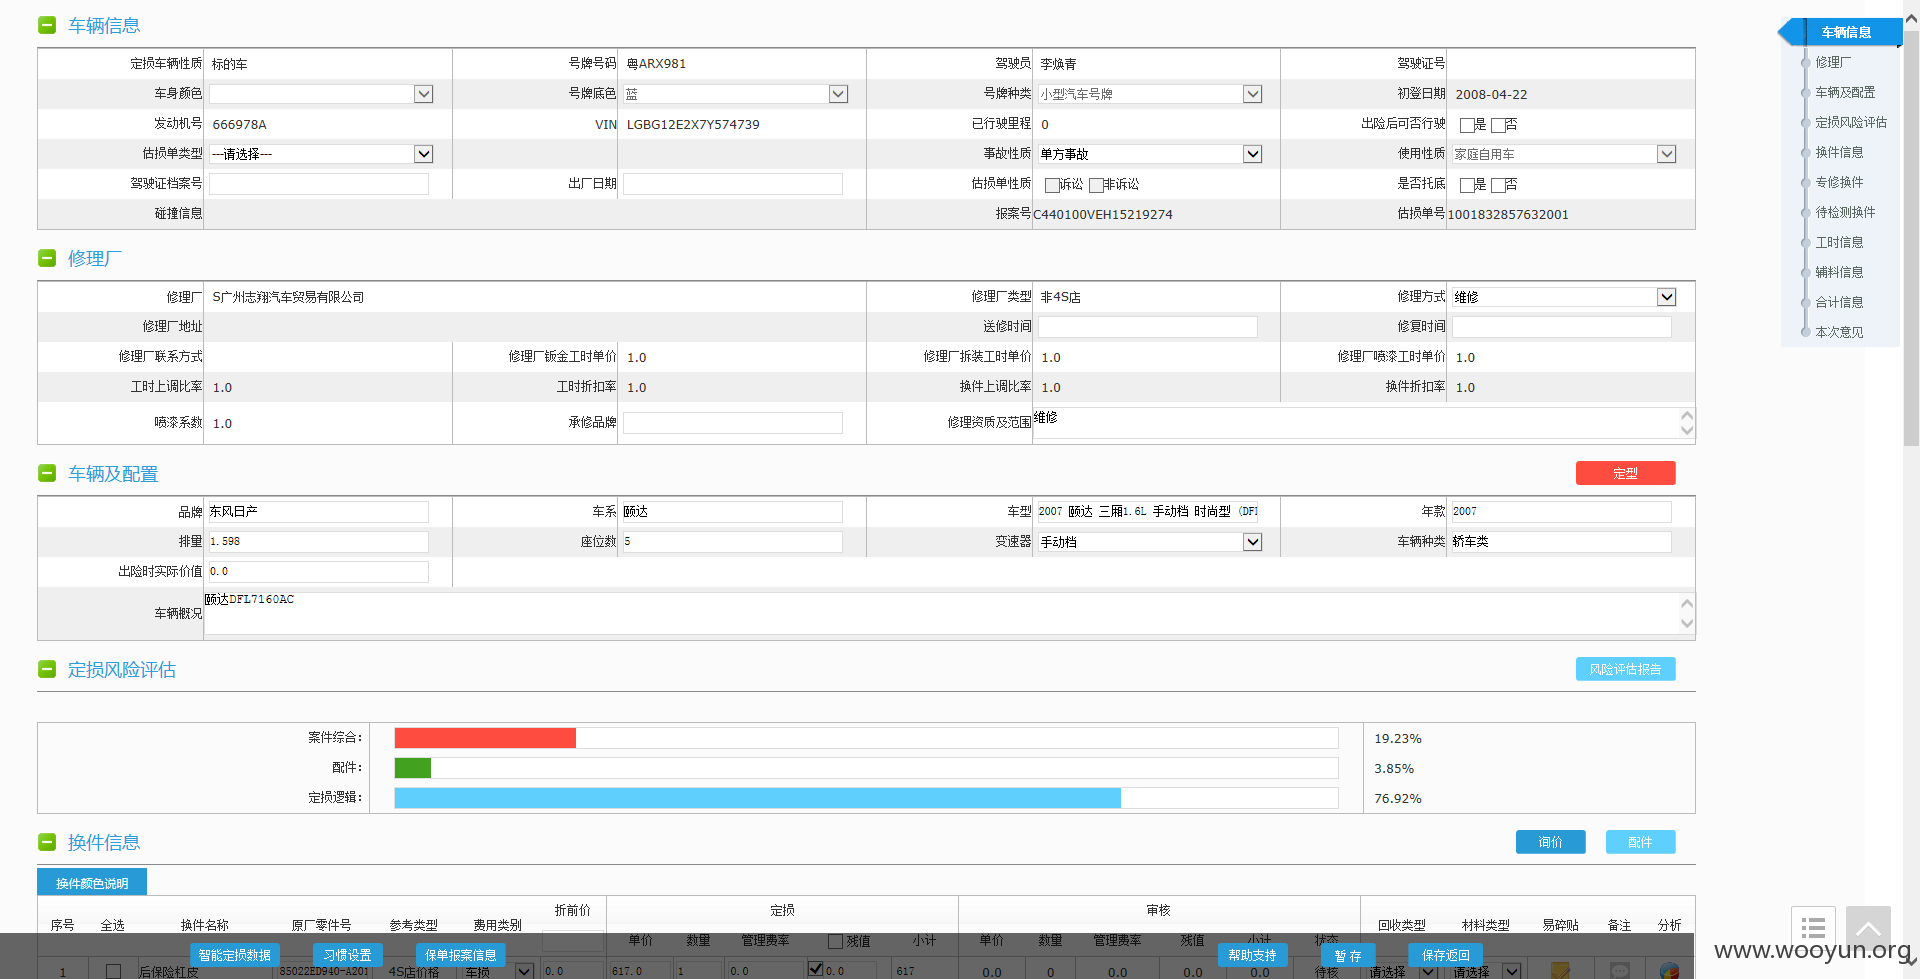 车辆信息
定损车辆性质 标的车 号牌号码 粤ARX981 驾驶员 李焕青 驾驶证号
车身颜色 号牌底色 蓝 号牌种类 小型汽车号牌 初登日期 2008-04-22
发动机号 666978A VIN LGBG12E2X7Y574739 已行驶里程 0 出险后可否行驶 是 否
估损单类型 ---请选择--- 事故性质 单方事故 使用性质 家庭自用车
驾驶证档案号 出厂日期 估损单性质 诉讼 非诉讼 是否托底 是 否
碰撞信息 报案号 C440100VEH15219274 估损单号 1001832857632001
修理厂
修理厂 S广州志翔汽车贸易有限公司 修理厂类型 非4S店 修理方式 维修
修理厂地址 送修时间 修复时间
修理厂联系方式 修理厂钣金工时单价 1.0 修理厂拆装工时单价 1.0 修理厂喷漆工时单价 1.0
工时上调比率 1.0 工时折扣率 1.0 换件上调比率 1.0 换件折扣率 1.0
喷漆系数 1.0 承修品牌 修理资质及范围 维修
车辆及配置 定型
品牌 东风日产 车系 颐达 车型 2007 颐达 三厢1.6L 手动档 时尚型 (DFL 年款 2007
排量 1.598 座位数 5 变速器 手动档 车辆种类 轿车类
出险时实际价值 0.0
车辆概况 颐达DFL7160AC
定损风险评估 风险评估报告
案件综合： 19.23%
配件： 3.85%
定损逻辑： 76.92%
换件信息 询价 配件
换件颜色说明
序号 全选 换件名称 原厂零件号 参考类型 费用类别 折前价 定损 审核 回收类型 材料类型 易碎贴 备注 分析
单价 数量 管理费率 残值 小计 单价 数量 管理费率 残值 小计 状态
智能定损数据 习惯设置 保单报案信息 帮助支持 暂 存 保存返回
1 后保险杠皮 85022ED940-A201 4S店价格 车损 0.0 617.0 1 0.0 0.0 617 0.0 0 0.0 0.0 0.0 待核 请选择 请选择
车辆信息
修理厂
车辆及配置
定损风险评估
换件信息
专修换件
待检测换件
工时信息
辅料信息
合计信息
本次意见
www.wooyun.org